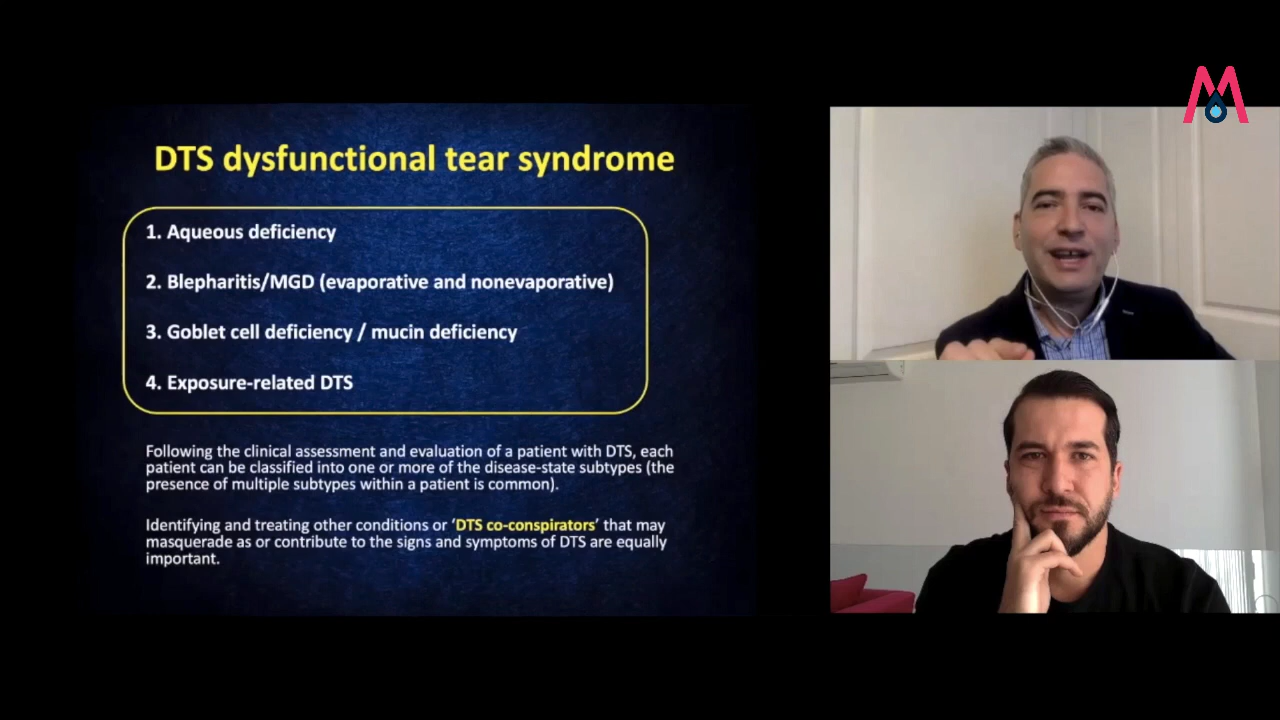 DTS dysfunctional tear syndrome
1. Aqueous deficiency
2. Blepharitis/MGD (evaporative and nonevaporative)
3. Goblet cell deficiency / mucin deficiency
4. Exposure-related DTS
Following the clinical assessment and evaluation of a patient with DTS, each
patient can be classified into one or more of the disease-state subtypes (the
presence of multiple subtypes within a patient is common).
Identifying and treating other conditions or ‘DTS co-conspirators’ that may
masquerade as or contribute to the signs and symptoms of DTS are equally
important.
M